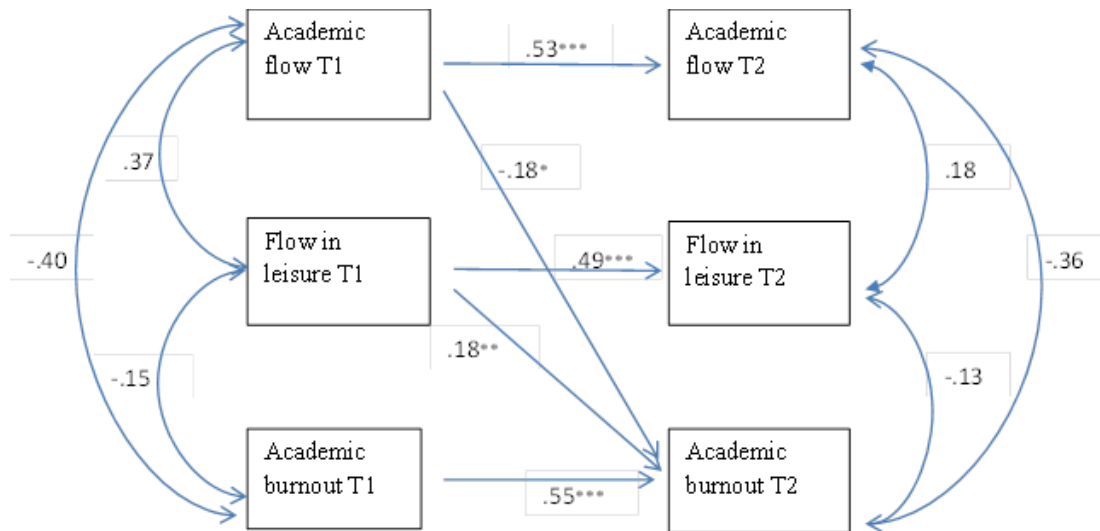 Academic
flow T1
.53***
Academic
flow T2
.37
-.18*
.18
Flow in
leisure T1
.49***
Flow in
leisure T2
-.40
-.36
.18**
-.15
-.13
Academic
burnout T1
.55***
Academic
burnout T2